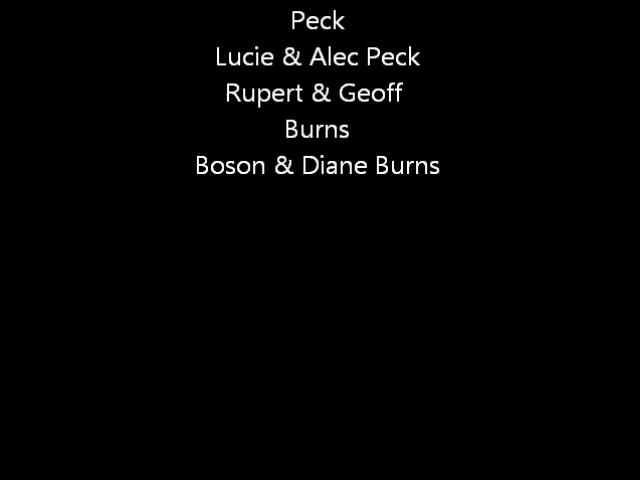 Peck
Lucie & Alec Peck
Rupert & Geoff
Burns
Boson & Diane Burns